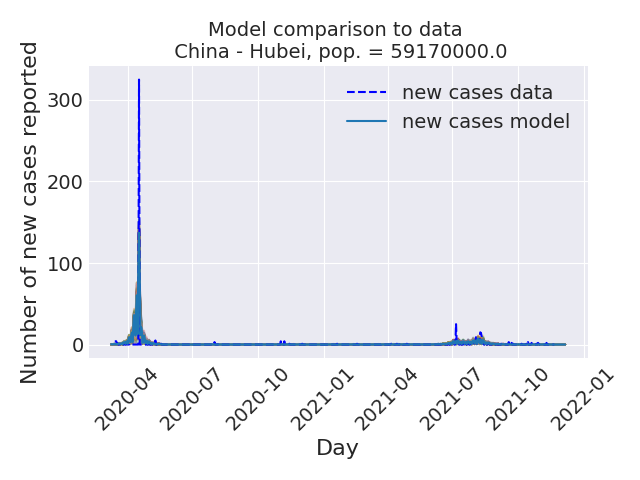 Model comparison to data
China - Hubei, pop. = 59170000.0
Number of new cases reported
300
200
100
0
new cases data
new cases model
2020-04
2020-07
2020-10
2021-01
2021-04
2021-07
2021-10
2022-01
Day